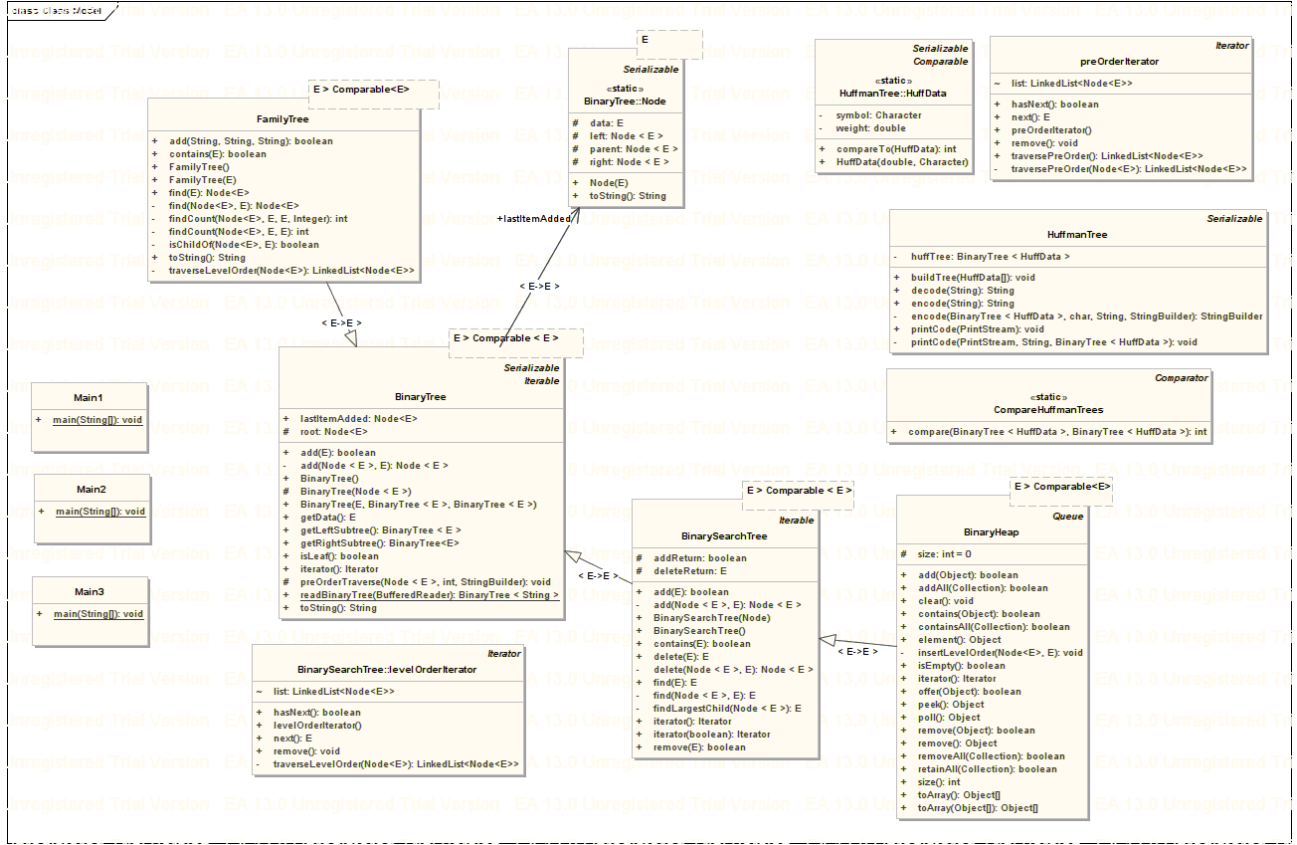 class Class Model
E
Serializable
«static»
BinaryTree::Node
# data: E
# left: Node < E >
# parent: Node < E >
# right: Node < E >
+ Node(E)
+ toString(): String
Serializable
Comparable
«static»
HuffmanTree::HuffData
- symbol: Character
- weight: double
+ compareTo(HuffData): int
+ HuffData(double, Character)
Iterator
preOrderIterator
~ list: LinkedList<Node<E>>
+ hasNext(): boolean
+ next(): E
+ preOrderIterator()
+ remove(): void
+ traversePreOrder(): LinkedList<Node<E>>
- traversePreOrder(Node<E>): LinkedList<Node<E>>
E > Comparable<E>
FamilyTree
+ add(String, String, String): boolean
+ contains(E): boolean
+ FamilyTree()
+ FamilyTree(E)
+ find(E): Node<E>
- find(Node<E>, E): Node<E>
- findCount(Node<E>, E, E, Integer): int
- findCount(Node<E>, E, E): int
- isChildOf(Node<E>, E): boolean
+ toString(): String
- traverseLevelOrder(Node<E>): LinkedList<Node<E>>
+lastItemAdded
< E->E >
< E->E >
Serializable
HuffmanTree
- huffTree: BinaryTree < HuffData >
+ buildTree(HuffData[]): void
+ decode(String): String
+ encode(String): String
- encode(BinaryTree < HuffData >, char, String, StringBuilder): StringBuilder
+ printCode(PrintStream): void
- printCode(PrintStream, String, BinaryTree < HuffData >): void
E > Comparable < E >
Serializable
Iterable
BinaryTree
+ lastItemAdded: Node<E>
# root: Node<E>
+ add(E): boolean
- add(Node < E >, E): Node < E >
+ BinaryTree()
# BinaryTree(Node < E >)
+ BinaryTree(E, BinaryTree < E >, BinaryTree < E >)
+ getData(): E
+ getLeftSubtree(): BinaryTree < E >
+ getRightSubtree(): BinaryTree<E>
+ isLeaf(): boolean
+ iterator(): Iterator
# preOrderTraverse(Node < E >, int, StringBuilder): void
+ readBinaryTree(BufferedReader): BinaryTree < String >
+ toString(): String
Comparator
«static»
CompareHuffmanTrees
+ compare(BinaryTree < HuffData >, BinaryTree < HuffData >): int
Main1
+ main(String[]): void
Main2
+ main(String[]): void
Main3
+ main(String[]): void
E > Comparable < E >
Iterable
BinarySearchTree
# addReturn: boolean
# deleteReturn: E
+ add(E): boolean
- add(Node < E >, E): Node < E >
+ BinarySearchTree(Node)
+ BinarySearchTree()
+ contains(E): boolean
+ delete(E): E
- delete(Node < E >, E): Node < E >
+ find(E): E
- find(Node < E >, E): E
- findLargestChild(Node < E >): E
+ iterator(): Iterator
+ iterator(boolean): Iterator
+ remove(E): boolean
< E->E >
E > Comparable<E>
Queue
BinaryHeap
# size: int = 0
+ add(Object): boolean
+ addAll(Collection): boolean
+ clear(): void
+ contains(Object): boolean
+ containsAll(Collection): boolean
+ element(): Object
- insertLevelOrder(Node<E>, E): void
+ isEmpty(): boolean
+ iterator(): Iterator
+ offer(Object): boolean
+ peek(): Object
+ poll(): Object
+ remove(Object): boolean
+ remove(): Object
+ removeAll(Collection): boolean
+ retainAll(Collection): boolean
+ size(): int
+ toArray(): Object[]
+ toArray(Object[]): Object[]
< E->E >
Iterator
BinarySearchTree::levelOrderIterator
~ list: LinkedList<Node<E>>
+ hasNext(): boolean
+ levelOrderIterator()
+ next(): E
+ remove(): void
- traverseLevelOrder(Node<E>): LinkedList<Node<E>>
EA 13.0 Unregistered Trial Version